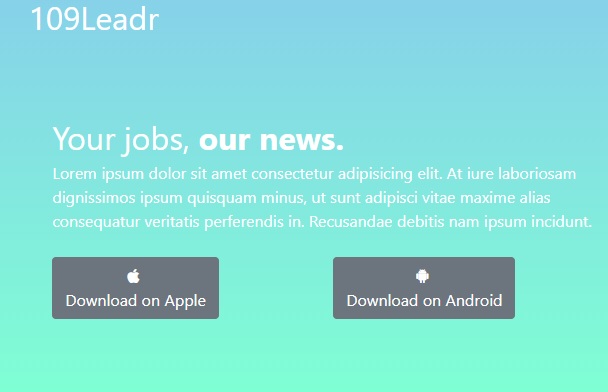 109Leadr
Your jobs, our news.
Lorem ipsum dolor sit amet consectetur adipisicing elit. At iure laboriosam
dignissimos ipsum quisquam minus, ut sunt adipisci vitae maxime alias
consequatur veritatis perferendis in. Recusandae debitis nam ipsum incidunt.
Download on Apple
Download on Android